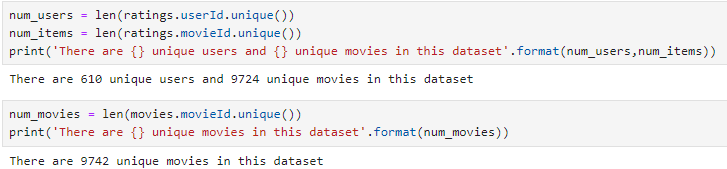 num_users = len(ratings.userId.unique())
num_items = len(ratings.movieId.unique())
print('There are {} unique users and {} unique movies in this dataset'.format(num_users,num_items))
There are 610 unique users and 9724 unique movies in this dataset
num_movies = len(movies.movieId.unique())
print('There are {} unique movies in this dataset'.format(num_movies))
There are 9742 unique movies in this dataset